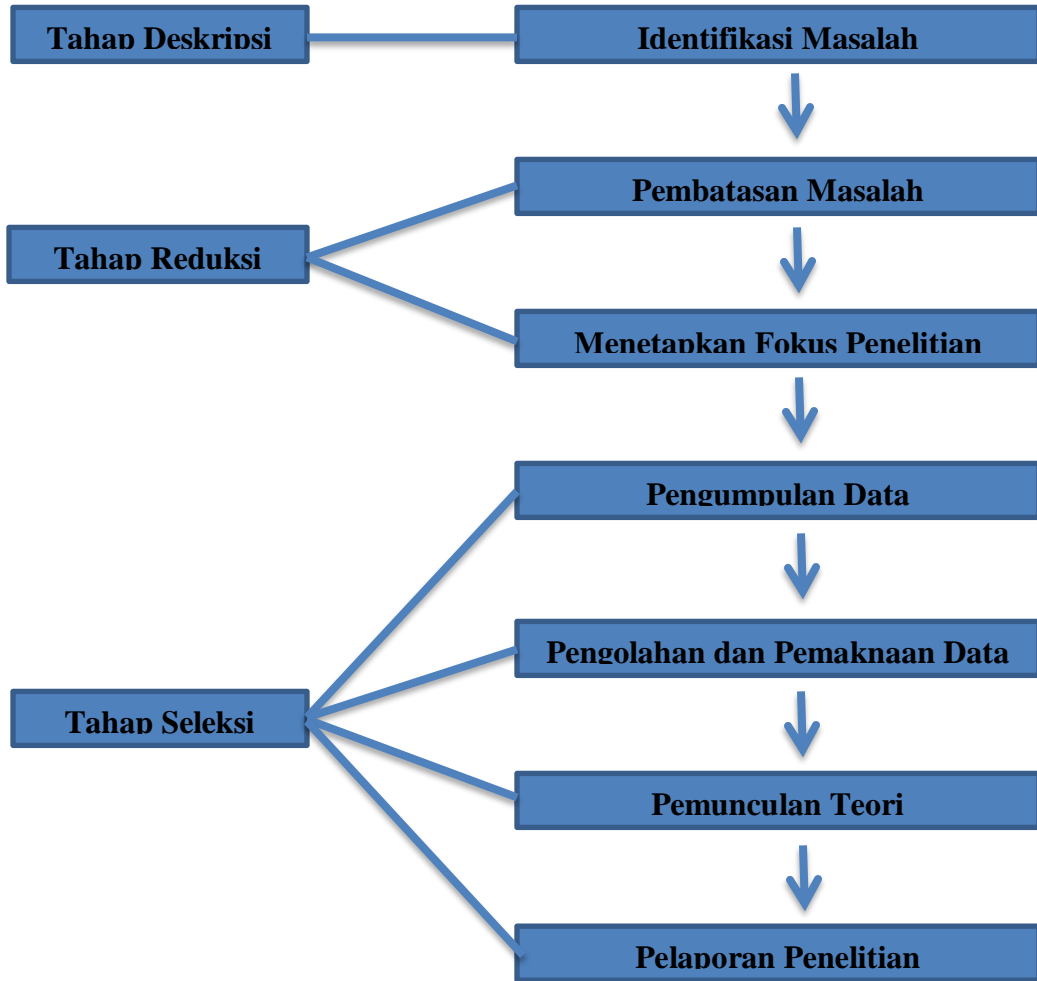 Tahap Deskripsi
Identifikasi Masalah
Pembatasan Masalah
Tahap Reduksi
Menetapkan Fokus Penelitian
Pengumpulan Data
Pengolahan dan Pemaknaan Data
Tahap Seleksi
Pemunculan Teori
Pelaporan Penelitian